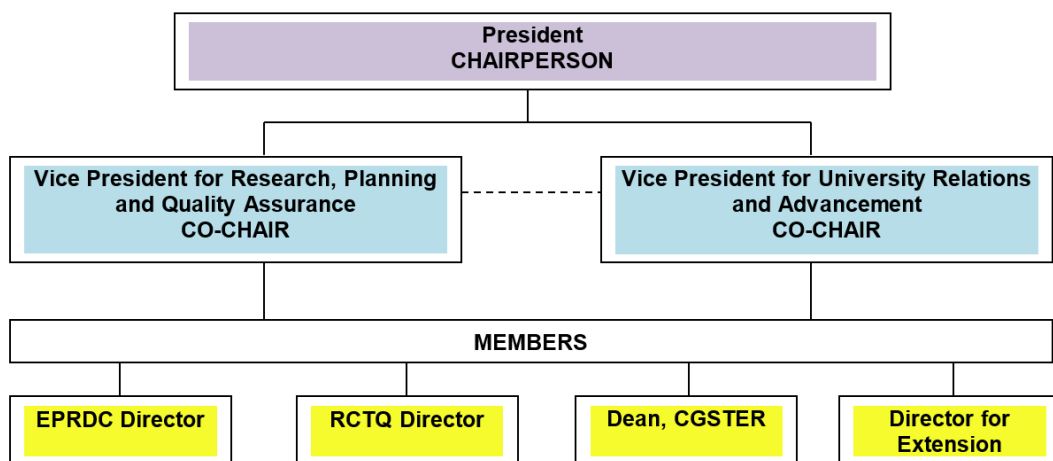 President
CHAIRPERSON
Vice President for Research, Planning
and Quality Assurance
CO-CHAIR
Vice President for University Relations
and Advancement
CO-CHAIR
MEMBERS
EPRDC Director
RCTQ Director
Dean, CGSTER
Director for
Extension